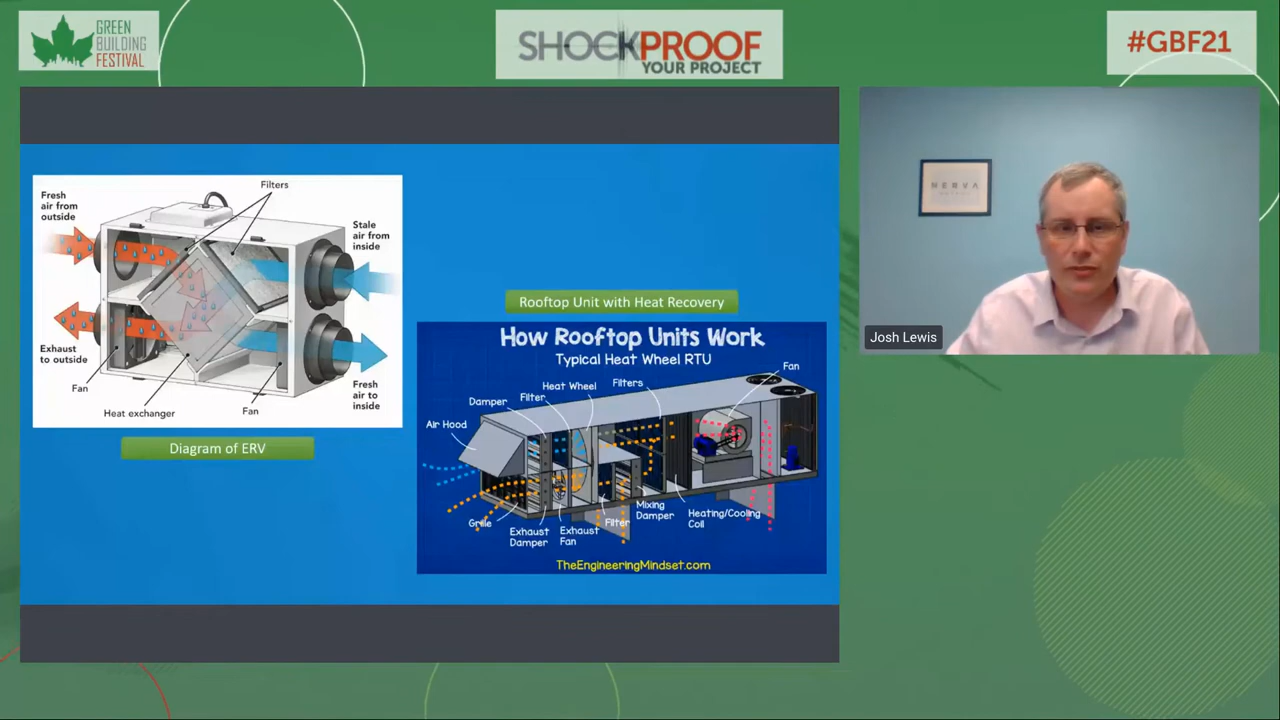 GREEN
BUILDING
FESTIVAL
SHOCKPROOF
YOUR PROJECT
#GBF21
Filters
Fresh
air from
outside
Stale
air from
inside
Exhaust
to outside
Fan
Heat exchanger
Fan
Fresh
air to
inside
Diagram of ERV
Rooftop Unit with Heat Recovery
How Rooftop Units Work
Typical Heat Wheel RTU
Fan
Heat Wheel
Filters
Filter
Damper
Air Hood
Grille
Exhaust
Damper
Exhaust
Fan
Filter
Mixing
Damper
Heating/Cooling
Coil
TheEngineeringMindset.com
NERVA
Josh Lewis